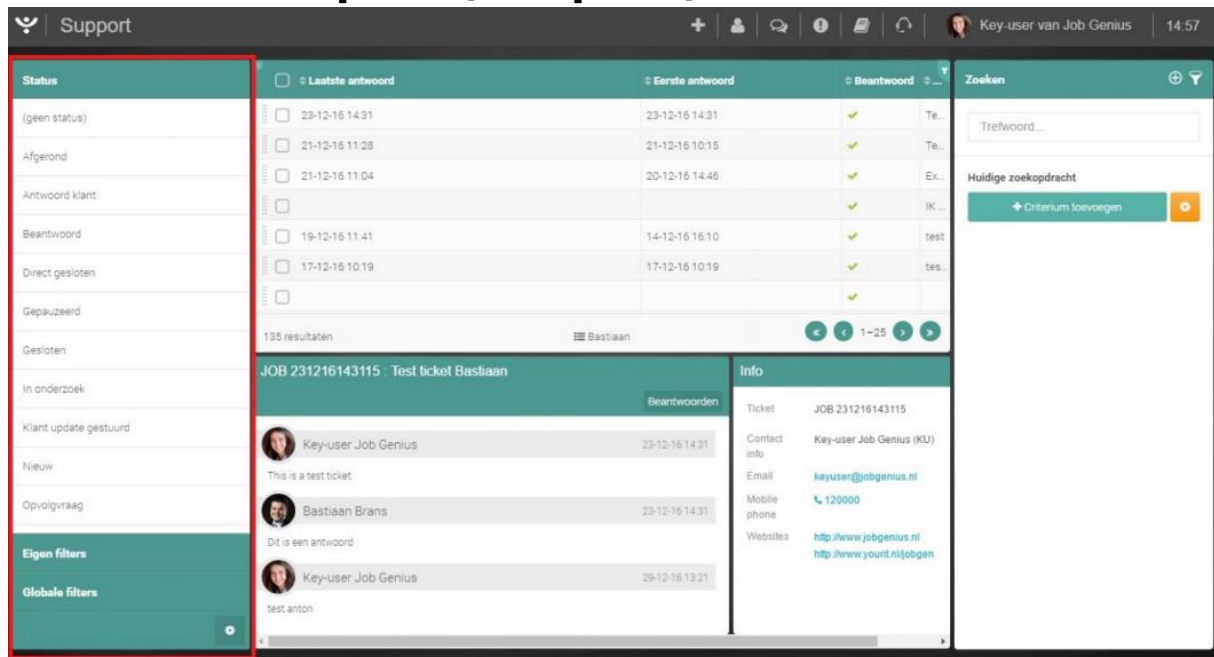 Support
Key-user van Job Genius
14:57
Status
(geen status)
Afgerond
Antwoord klant
Beantwoord
Direct gesloten
Gepauzeerd
Gesloten
In onderzoek
Klant update gestuurd
Nieuw
Opvolgvraag
Eigen filters
Globale filters
Laatste antwoord Eerste antwoord Beantwoord ...
23-12-16 14:31 23-12-16 14:31 Te...
21-12-16 11:28 21-12-16 10:15 Te...
21-12-16 11:04 20-12-16 14:46 Ex...
IK ...
19-12-16 11:41 14-12-16 16:10 test
17-12-16 10:19 17-12-16 10:19 tes...
135 resultaten Bastiaan 1–25
JOB 231216143115 : Test ticket Bastiaan
Beantwoorden
Key-user Job Genius 23-12-16 14:31
This is a test ticket.
Bastiaan Brans 23-12-16 14:31
Dit is een antwoord
Key-user Job Genius 29-12-16 13:21
test anton
Info
Ticket JOB 231216143115
Contact info Key-user Job Genius (KU)
Email keyuser@jobgenius.nl
Mobile phone 120000
Websites http://www.jobgenius.nl
http://www.yourit.nl/jobgen
Zoeken
Trefwoord...
Huidige zoekopdracht
Criterium toevoegen